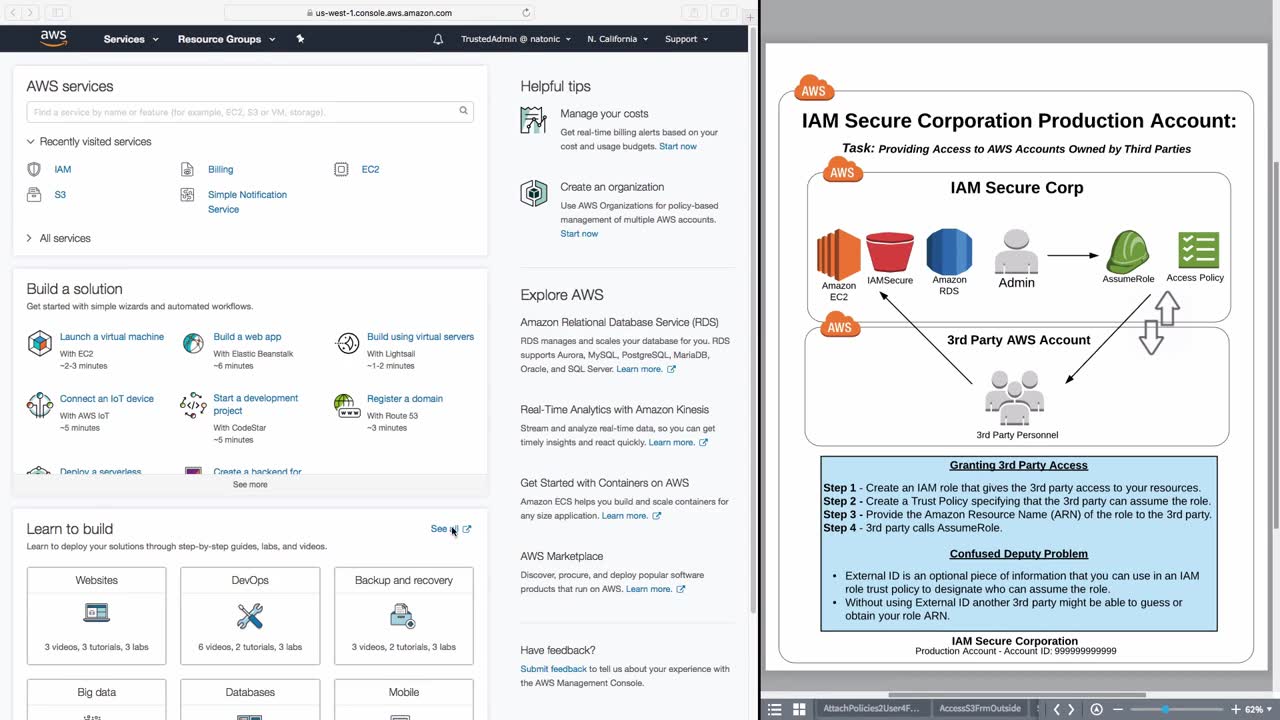 us-west-1.console.aws.amazon.com
aws
Services
Resource Groups
TrustedAdmin @ natonic
N. California
Support
AWS services
Find a service by name or feature (for example, EC2, S3 or VM, storage).
Recently visited services
IAM
Billing
EC2
S3
Simple Notification
Service
All services
Build a solution
Get started with simple wizards and automated workflows.
Launch a virtual machine
With EC2
~2-3 minutes
Build a web app
With Elastic Beanstalk
~6 minutes
Build using virtual servers
With Lightsail
~1-2 minutes
Connect an IoT device
With AWS IoT
~5 minutes
Start a development
project
With CodeStar
~5 minutes
Register a domain
With Route 53
~3 minutes
Deploy a serverless
Create a backend for
See more
Learn to build
See all
Learn to deploy your solutions through step-by-step guides, labs, and videos.
Websites
3 videos, 3 tutorials, 3 labs
DevOps
6 videos, 2 tutorials, 3 labs
Backup and recovery
3 videos, 2 tutorials, 3 labs
Big data
Databases
Mobile
Helpful tips
Manage your costs
Get real-time billing alerts based on your
cost and usage budgets. Start now
Create an organization
Use AWS Organizations for policy-based
management of multiple AWS accounts.
Start now
Explore AWS
Amazon Relational Database Service (RDS)
RDS manages and scales your database for you. RDS
supports Aurora, MySQL, PostgreSQL, MariaDB,
Oracle, and SQL Server. Learn more.
Real-Time Analytics with Amazon Kinesis
Stream and analyze real-time data, so you can get
timely insights and react quickly. Learn more.
Get Started with Containers on AWS
Amazon ECS helps you build and scale containers for
any size application. Learn more.
AWS Marketplace
Discover, procure, and deploy popular software
products that run on AWS. Learn more.
Have feedback?
Submit feedback to tell us about your experience with
the AWS Management Console.
AWS
IAM Secure Corporation Production Account:
Task: Providing Access to AWS Accounts Owned by Third Parties
AWS
IAM Secure Corp
Amazon
EC2
IAMSecure
Amazon
RDS
Admin
AssumeRole
Access Policy
AWS
3rd Party AWS Account
3rd Party Personnel
Granting 3rd Party Access
Step 1 - Create an IAM role that gives the 3rd party access to your resources.
Step 2 - Create a Trust Policy specifying that the 3rd party can assume the role.
Step 3 - Provide the Amazon Resource Name (ARN) of the role to the 3rd party.
Step 4 - 3rd party calls AssumeRole.
Confused Deputy Problem
• External ID is an optional piece of information that you can use in an IAM
role trust policy to designate who can assume the role.
• Without using External ID another 3rd party might be able to guess or
obtain your role ARN.
IAM Secure Corporation
Production Account - Account ID: 999999999999
AttachPolicies2User4F...
AccessS3FrmOutside
62%